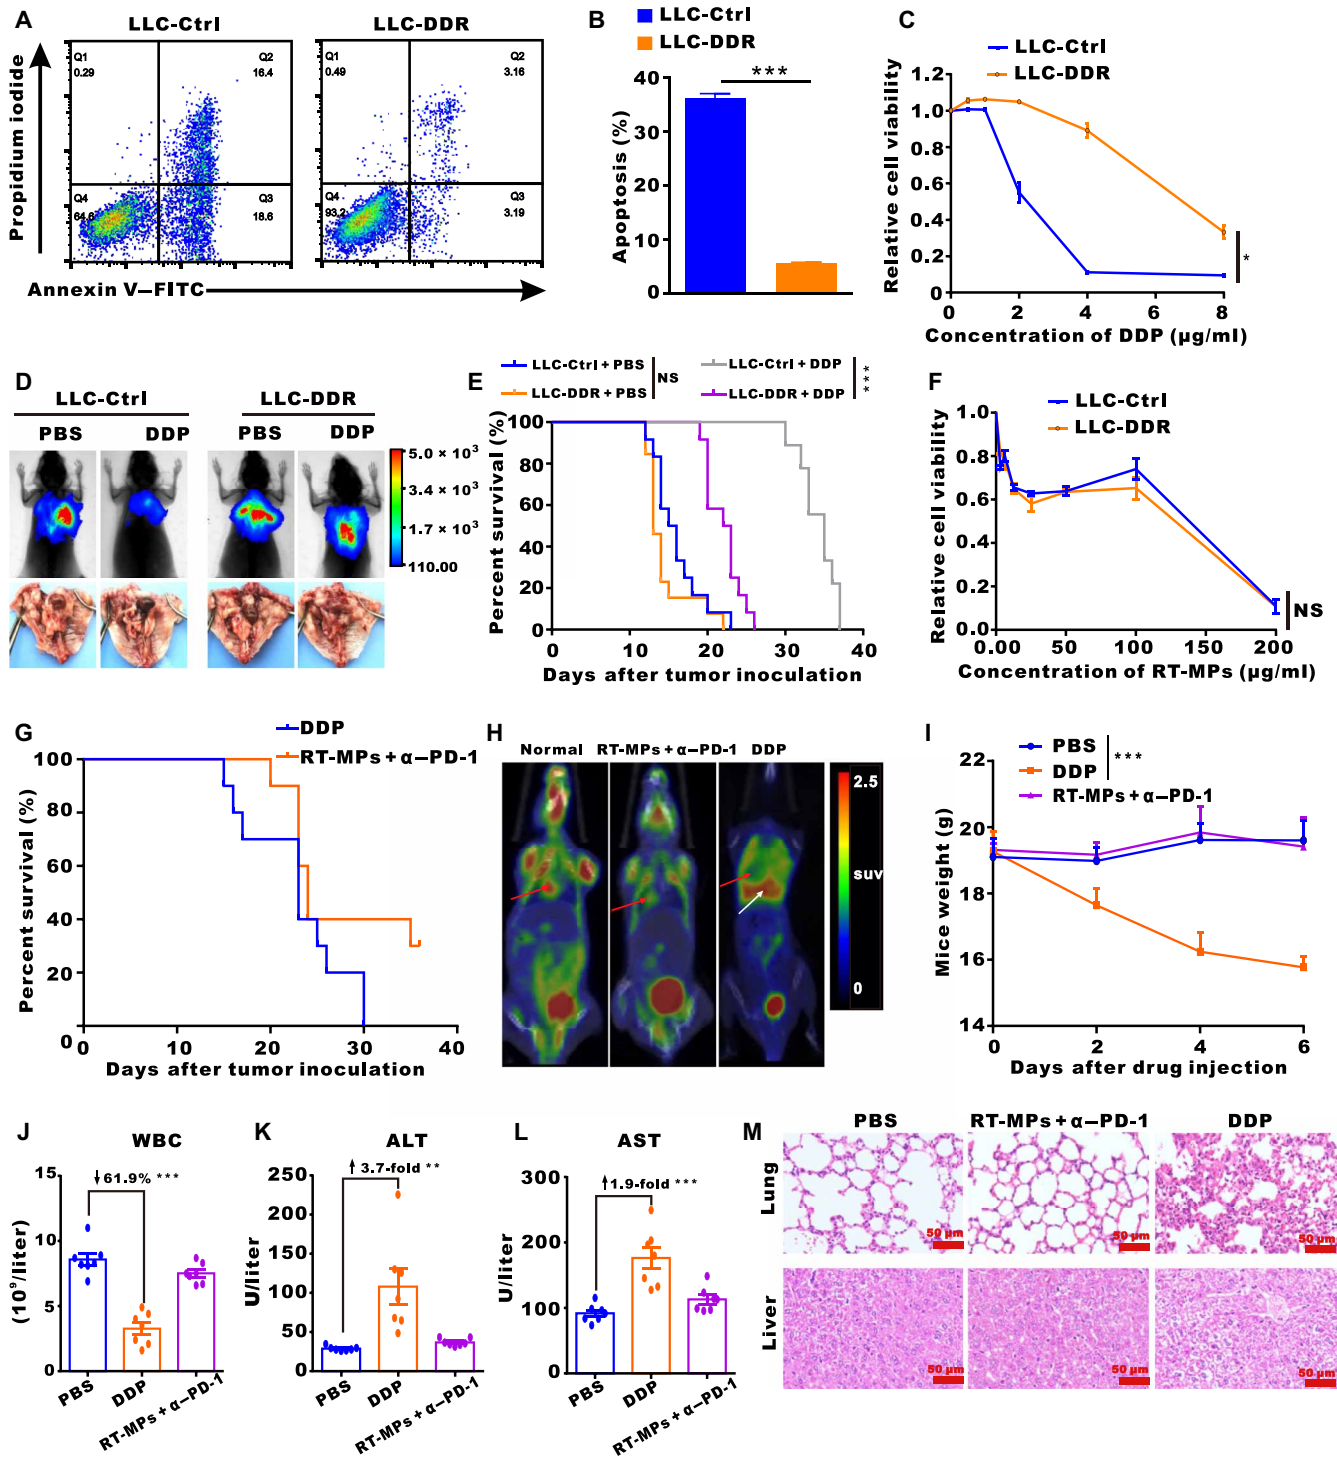 A
LLC-Ctrl
LLC-DDR
Propidium iodide
Q1
0.29
Q2
16.4
Q4
64.6
Q3
18.6
Q1
0.49
Q2
3.16
Q4
93.2
Q3
3.19
Annexin V–FITC
B
LLC-Ctrl
LLC-DDR
Apoptosis (%)
40
30
20
10
0
***
C
LLC-Ctrl
LLC-DDR
Relative cell viability
1.2
1.0
0.8
0.6
0.4
0.2
0
*
0 2 4 6 8
Concentration of DDP (µg/ml)
D
LLC-Ctrl
LLC-DDR
PBS DDP PBS DDP
5.0 × 10³
3.4 × 10³
1.7 × 10³
110.00
E
LLC-Ctrl + PBS
LLC-DDR + PBS
NS
LLC-Ctrl + DDP
LLC-DDR + DDP
***
Percent survival (%)
100
80
60
40
20
0
0 10 20 30 40
Days after tumor inoculation
F
LLC-Ctrl
LLC-DDR
Relative cell viability
1.0
0.8
0.6
0.4
0.2
0.0
NS
0.00 50 100 150 200
Concentration of RT-MPs (µg/ml)
G
DDP
RT-MPs + α–PD-1
Percent survival (%)
100
80
60
40
20
0
0 10 20 30 40
Days after tumor inoculation
H
Normal RT-MPs + α–PD-1 DDP
2.5
suv
0
I
PBS
DDP
RT-MPs + α–PD-1
***
Mice weight (g)
22
20
18
16
14
0 2 4 6
Days after drug injection
J
WBC
↓ 61.9% ***
(10⁹/liter)
15
10
5
0
PBS
DDP
RT-MPs + α–PD-1
K
ALT
↑ 3.7-fold **
U/liter
250
200
150
100
50
0
PBS
DDP
RT-MPs + α–PD-1
L
AST
↑ 1.9-fold ***
U/liter
300
200
100
0
PBS
DDP
RT-MPs + α–PD-1
M
PBS RT-MPs + α–PD-1 DDP
Lung
50 µm
50 µm
50 µm
Liver
50 µm
50 µm
50 µm